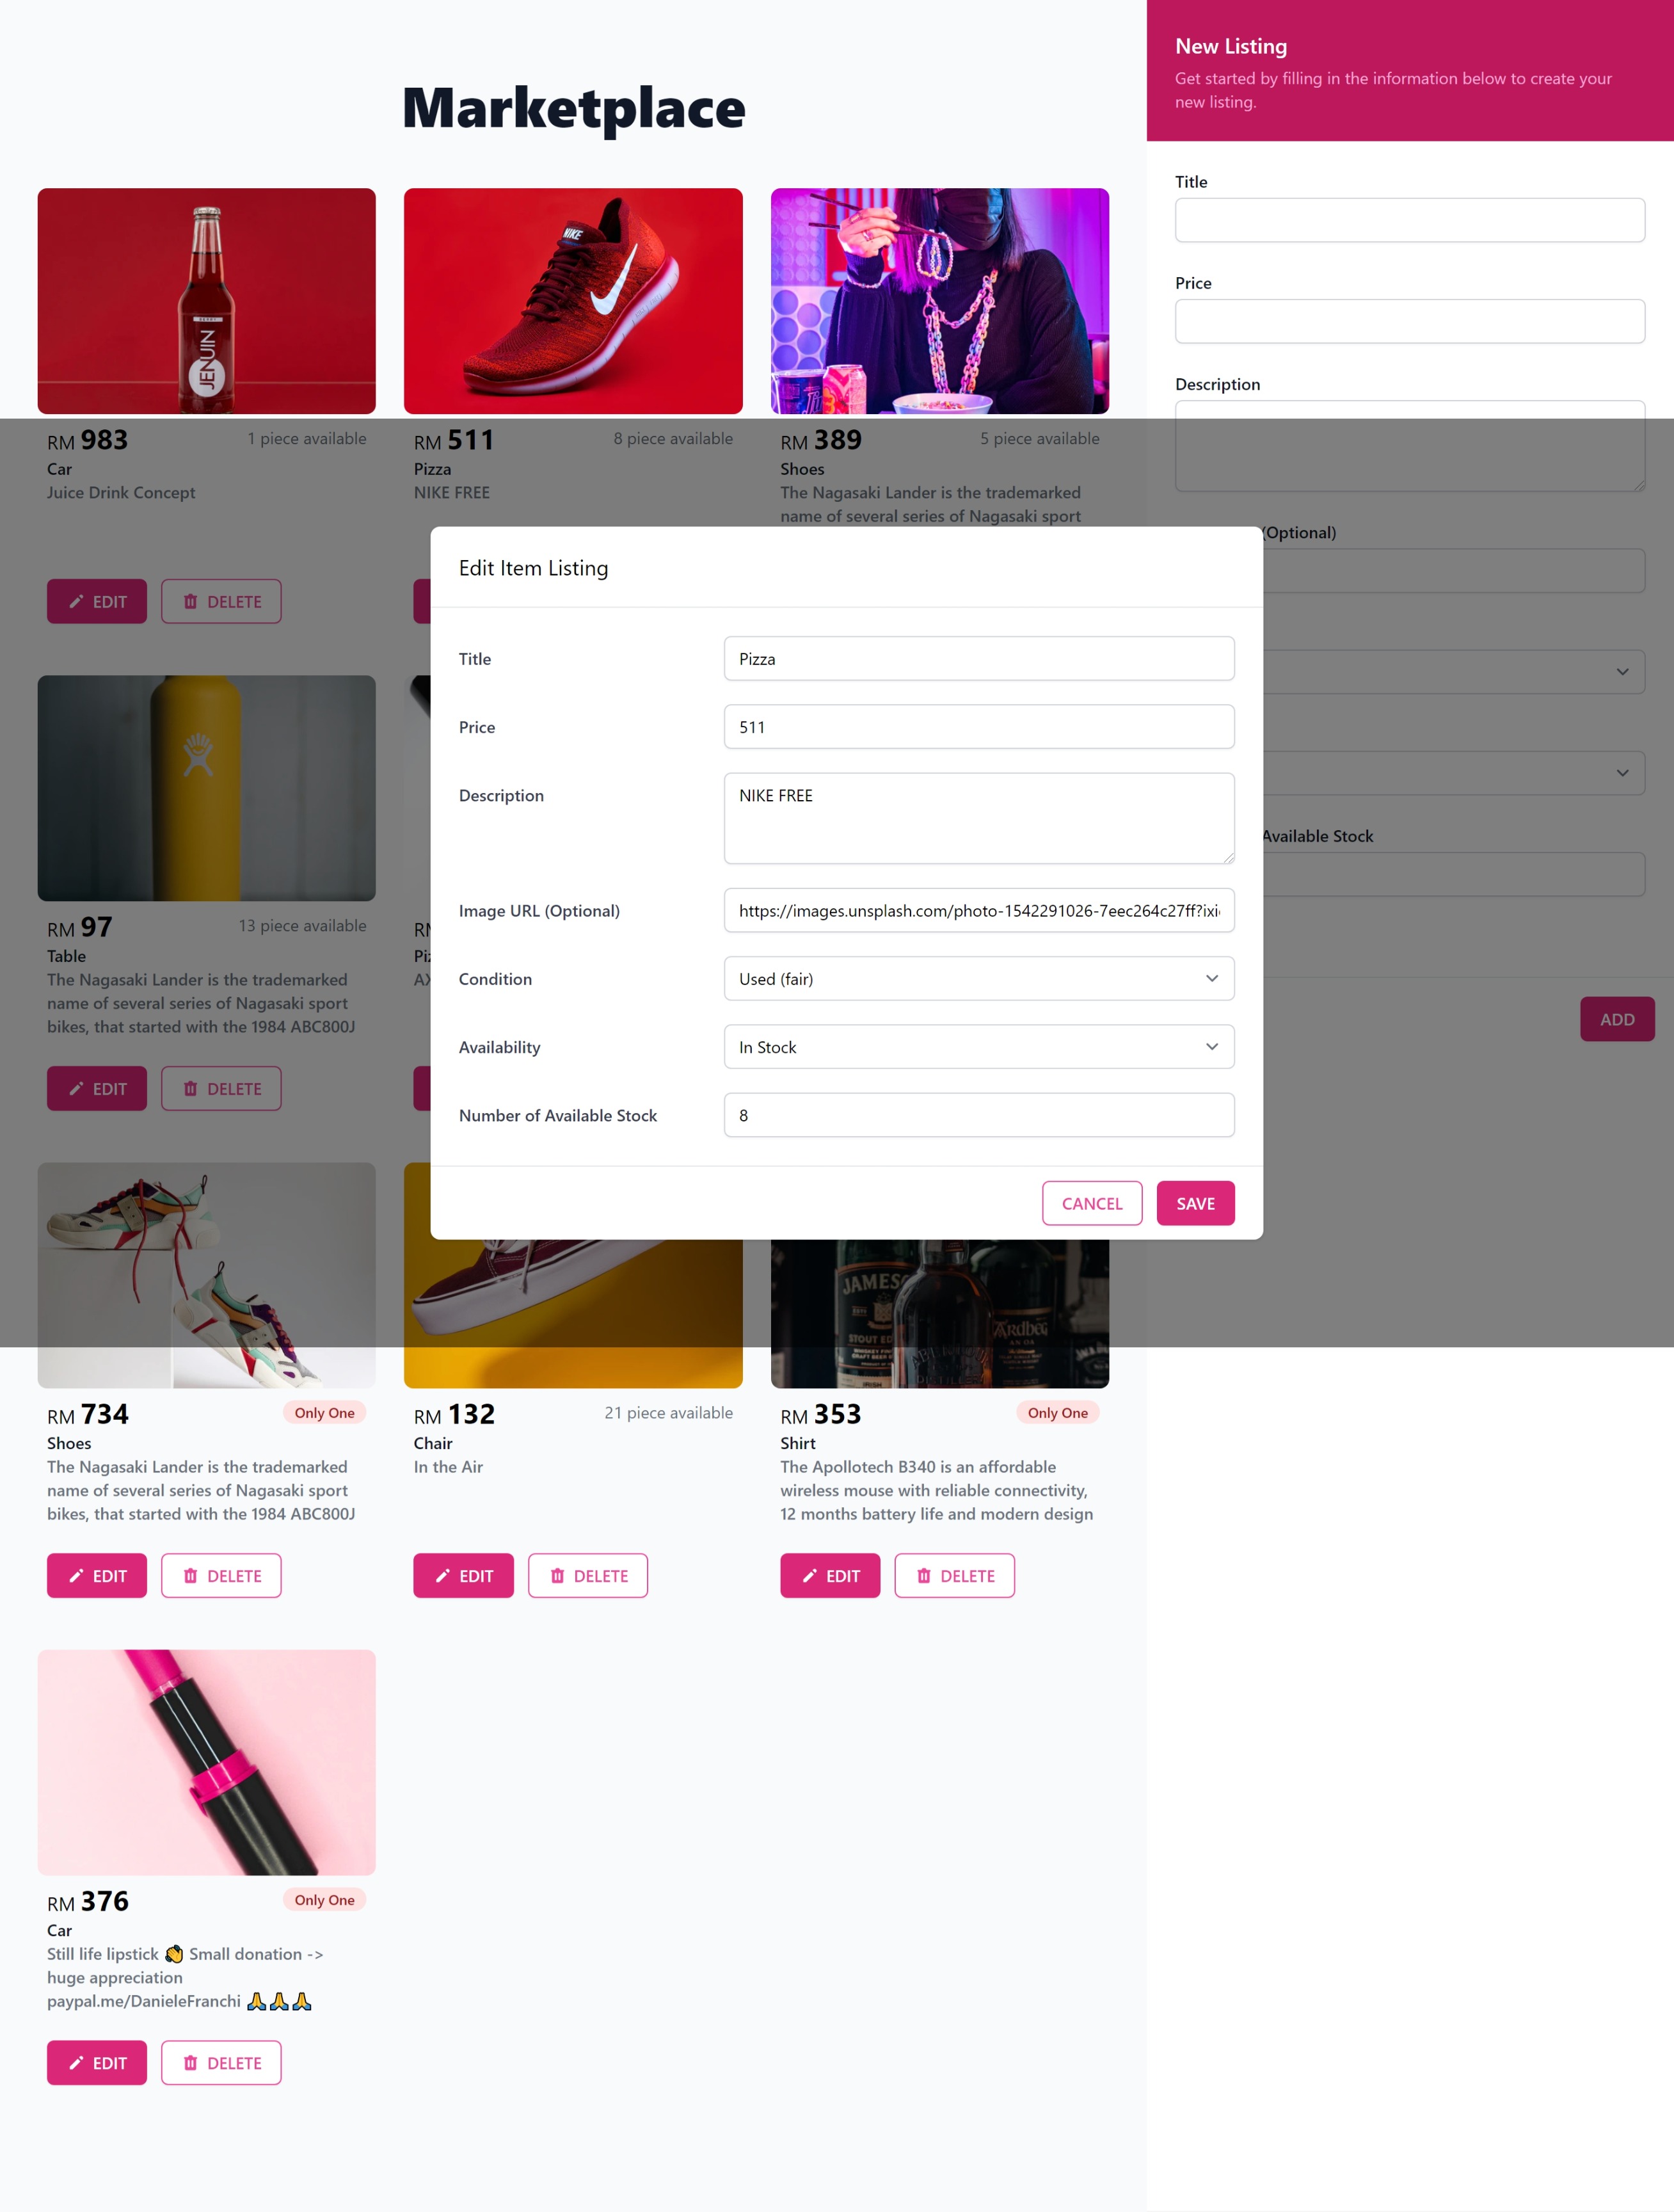 Marketplace
JENUIN
NIKE
RM 983
1 piece available
Car
Juice Drink Concept
EDIT
DELETE
RM 511
8 piece available
Pizza
NIKE FREE
RM 389
5 piece available
Shoes
The Nagasaki Lander is the trademarked
name of several series of Nagasaki sport
RM 97
13 piece available
Table
The Nagasaki Lander is the trademarked
name of several series of Nagasaki sport
bikes, that started with the 1984 ABC800J
EDIT
DELETE
JAMES
STOUT ED
ARDBEG
RM 734
Only One
Shoes
The Nagasaki Lander is the trademarked
name of several series of Nagasaki sport
bikes, that started with the 1984 ABC800J
EDIT
DELETE
RM 132
21 piece available
Chair
In the Air
EDIT
DELETE
RM 353
Only One
Shirt
The Apollotech B340 is an affordable
wireless mouse with reliable connectivity,
12 months battery life and modern design
EDIT
DELETE
RM 376
Only One
Car
Still life lipstick 👏 Small donation ->
huge appreciation
paypal.me/DanieleFranchi 🙏🙏🙏
EDIT
DELETE
Edit Item Listing
Title
Pizza
Price
511
Description
NIKE FREE
Image URL (Optional)
https://images.unsplash.com/photo-1542291026-7eec264c27ff?ixi
Condition
Used (fair)
Availability
In Stock
Number of Available Stock
8
CANCEL
SAVE
New Listing
Get started by filling in the information below to create your
new listing.
Title
Price
Description
(Optional)
Available Stock
ADD